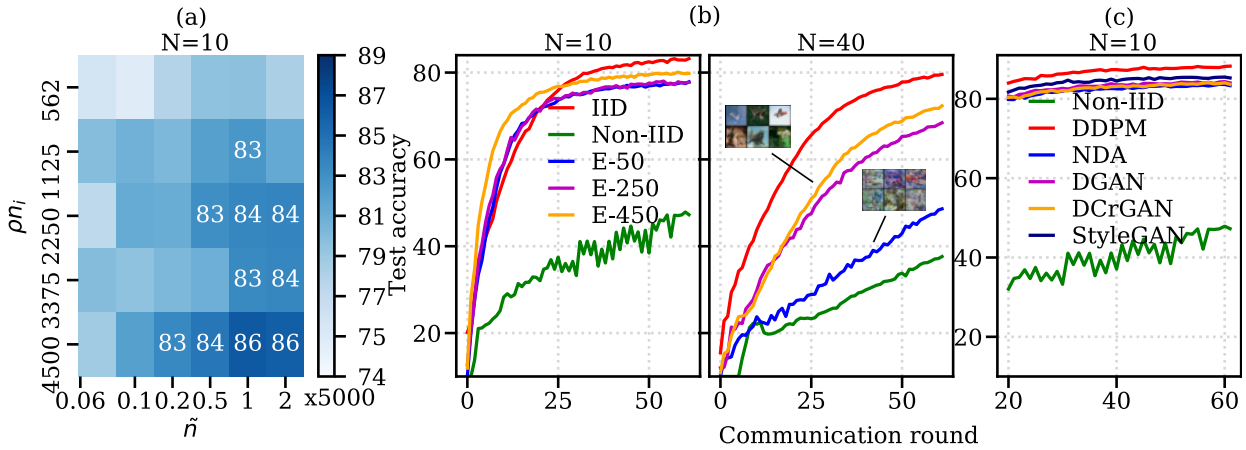 (a)
N=10
562
1125
2250
3375
4500
ρn_i
83
83 84 84
83 84
83 84 86 86
0.06 0.1 0.2 0.5 1 2 x5000
ñ
89
87
85
83
81
79
77
75
74
(b)
N=10
Test accuracy
80
60
40
20
0 25 50
IID
Non-IID
E-50
E-250
E-450
N=40
0 25 50
Communication round
(c)
N=10
80
60
40
20
20 40 60
Non-IID
DDPM
NDA
DGAN
DCrGAN
StyleGAN